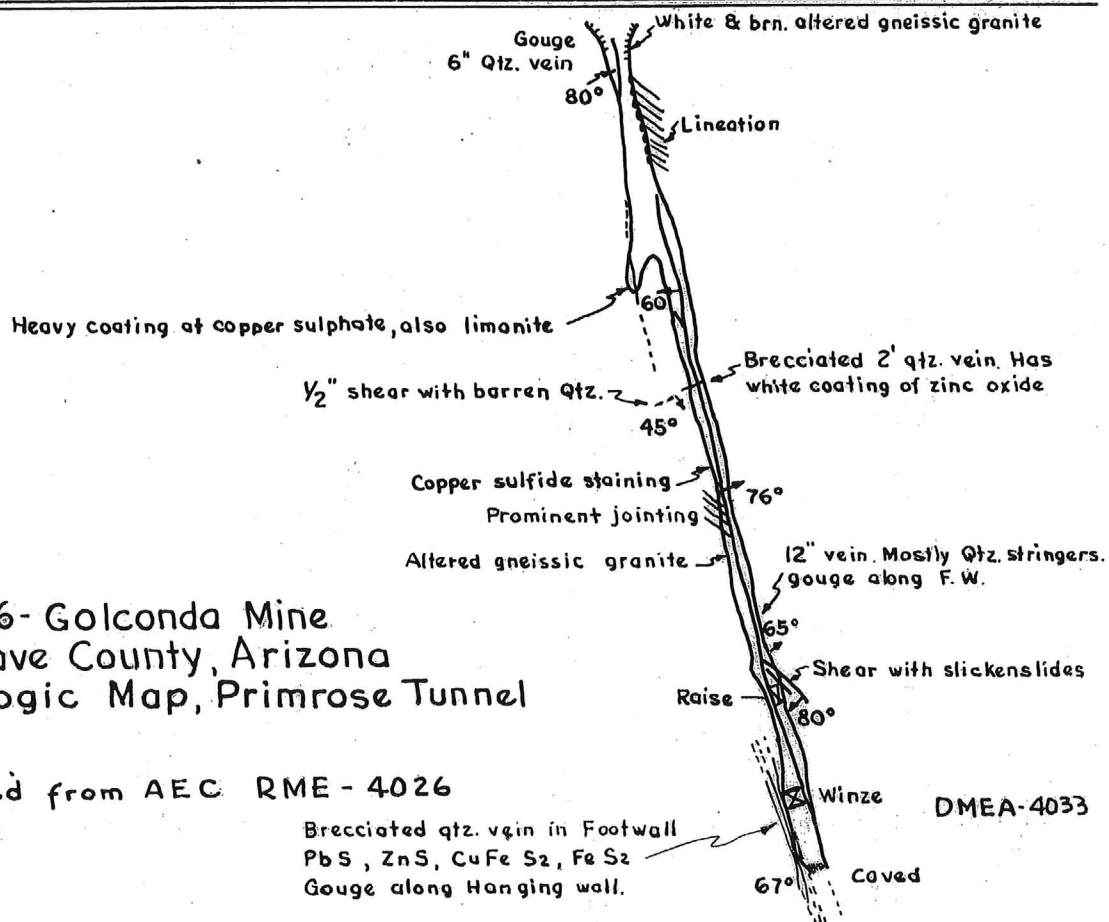 White & brn. altered gneissic granite
Gouge
6" Qtz. vein
80°
Lineation
60
Heavy coating of copper sulphate, also limonite
Brecciated 2' qtz. vein. Has
white coating of zinc oxide
½" shear with barren Qtz.
45°
Copper sulfide staining
76°
Prominent jointing
Altered gneissic granite
12" vein. Mostly Qtz. stringers.
gouge along F.W.
65°
6- Golconda Mine
ave County, Arizona
ogic Map, Primrose Tunnel
Shear with slickenslides
Raise
80°
d from AEC RME - 4026
Winze
DMEA-4033
Brecciated qtz. vein in Footwall
PbS, ZnS, CuFe S2, Fe S2
Gouge along Hanging wall.
67°
Caved